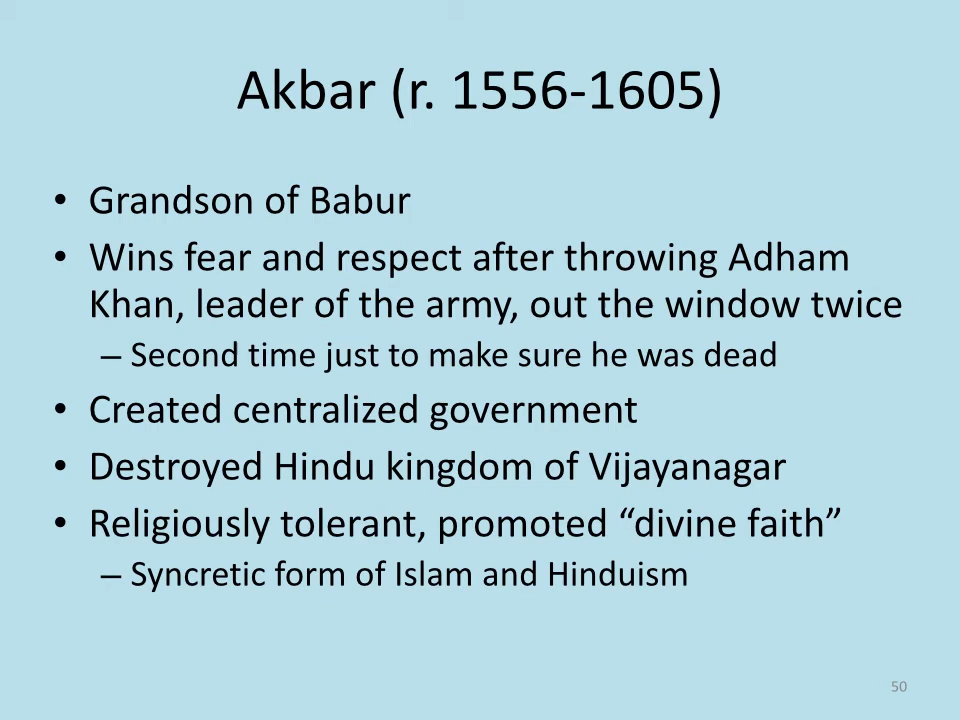 Akbar (r. 1556-1605)
• Grandson of Babur
• Wins fear and respect after throwing Adham
Khan, leader of the army, out the window twice
– Second time just to make sure he was dead
• Created centralized government
• Destroyed Hindu kingdom of Vijayanagar
• Religiously tolerant, promoted “divine faith”
– Syncretic form of Islam and Hinduism
50